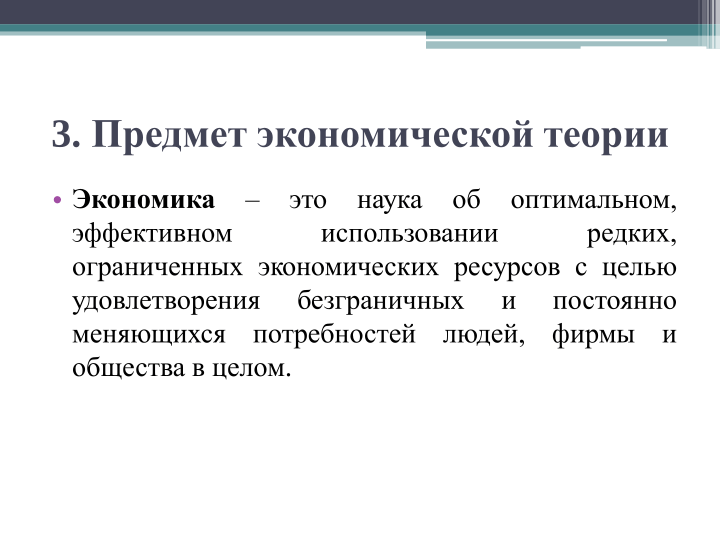 3. Предмет экономической теории
• Экономика – это наука об оптимальном,
эффективном использовании редких,
ограниченных экономических ресурсов с целью
удовлетворения безграничных и постоянно
меняющихся потребностей людей, фирмы и
общества в целом.